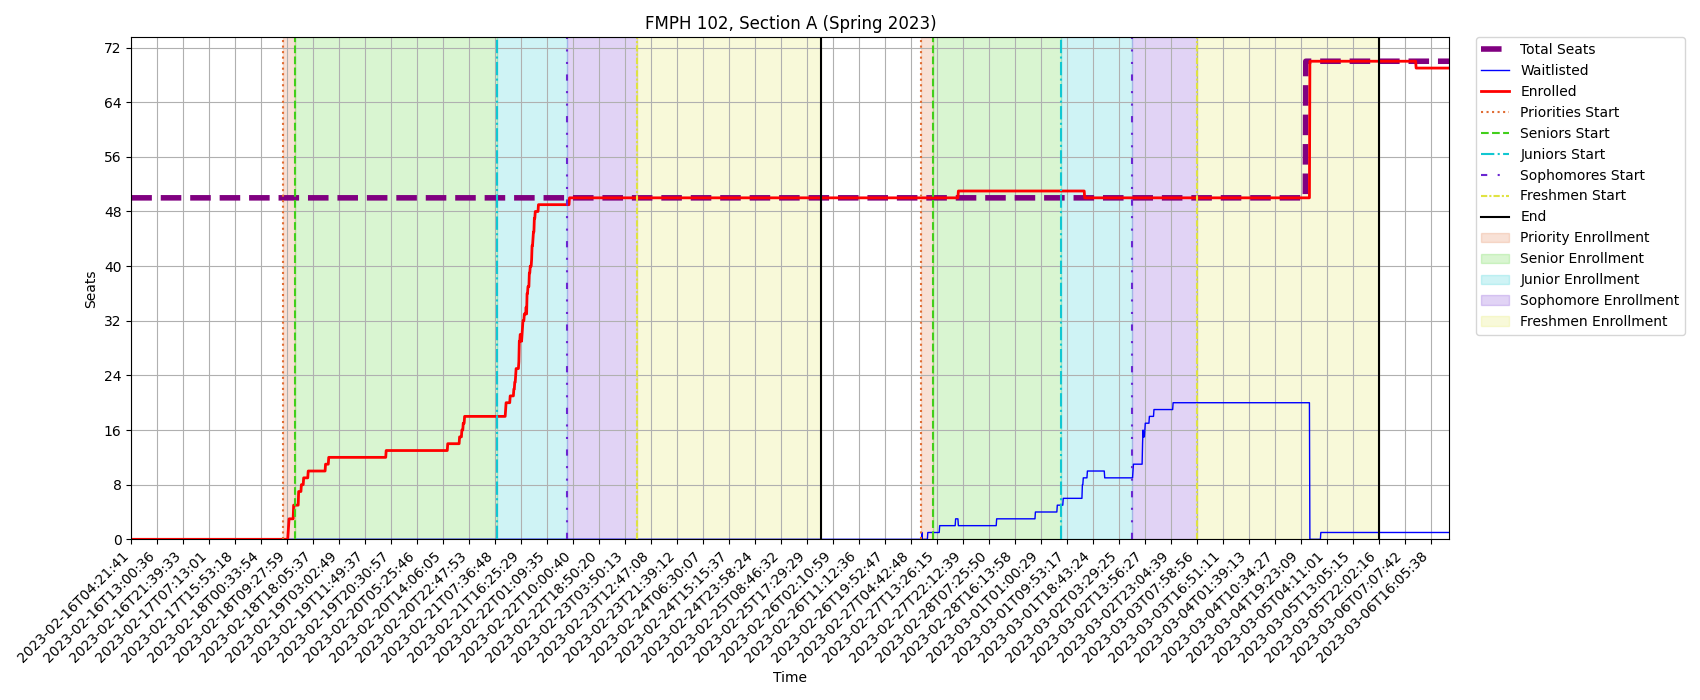 FMPH 102, Section A (Spring 2023)
Seats
72
64
56
48
40
32
24
16
8
0
2023-02-16T04:21:41
2023-02-16T13:00:36
2023-02-16T21:39:33
2023-02-17T07:13:01
2023-02-17T15:53:18
2023-02-18T00:33:54
2023-02-18T09:27:59
2023-02-18T18:05:37
2023-02-19T03:02:49
2023-02-19T11:49:37
2023-02-19T20:30:57
2023-02-20T05:25:46
2023-02-20T14:06:05
2023-02-20T22:47:53
2023-02-21T07:36:48
2023-02-21T16:25:29
2023-02-22T01:09:35
2023-02-22T10:00:40
2023-02-22T18:50:20
2023-02-23T03:50:13
2023-02-23T12:47:08
2023-02-23T21:39:12
2023-02-24T06:30:07
2023-02-24T15:15:37
2023-02-24T23:58:24
2023-02-25T08:46:32
2023-02-25T17:29:29
2023-02-26T02:10:59
2023-02-26T11:12:36
2023-02-26T19:52:47
2023-02-27T04:42:48
2023-02-27T13:26:15
2023-02-27T22:12:39
2023-02-28T07:25:50
2023-02-28T16:13:58
2023-03-01T01:00:29
2023-03-01T09:53:17
2023-03-01T18:43:24
2023-03-02T03:29:25
2023-03-02T13:56:27
2023-03-02T23:04:39
2023-03-03T07:58:56
2023-03-03T16:51:11
2023-03-04T01:39:13
2023-03-04T10:34:27
2023-03-04T19:23:09
2023-03-05T04:11:01
2023-03-05T13:05:15
2023-03-05T22:02:16
2023-03-06T07:07:42
2023-03-06T16:05:38
Time
Total Seats
Waitlisted
Enrolled
Priorities Start
Seniors Start
Juniors Start
Sophomores Start
Freshmen Start
End
Priority Enrollment
Senior Enrollment
Junior Enrollment
Sophomore Enrollment
Freshmen Enrollment